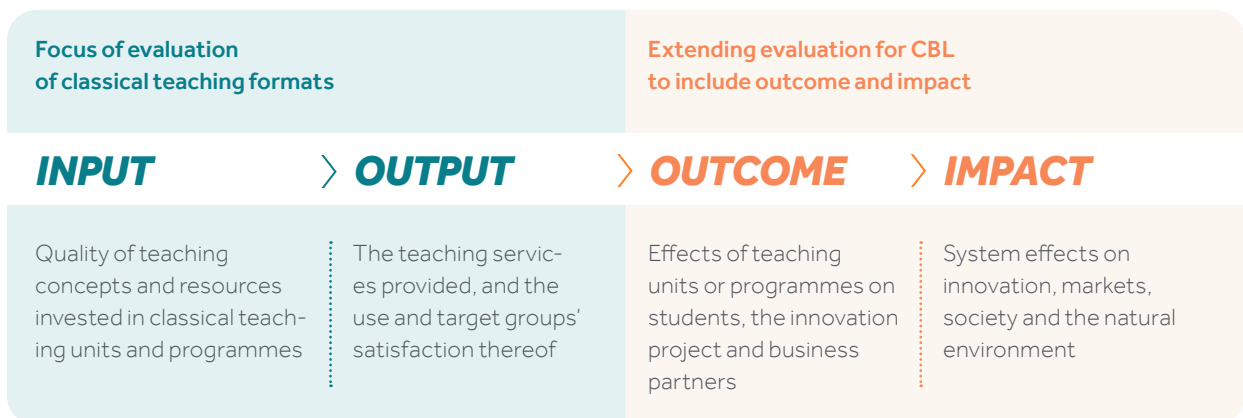 Focus of evaluation
of classical teaching formats
Extending evaluation for CBL
to include outcome and impact
INPUT
OUTPUT
OUTCOME
IMPACT
Quality of teaching
concepts and resources
invested in classical teach-
ing units and programmes
The teaching servic-
es provided, and the
use and target groups'
satisfaction thereof
Effects of teaching
units or programmes on
students, the innovation
project and business
partners
System effects on
innovation, markets,
society and the natural
environment